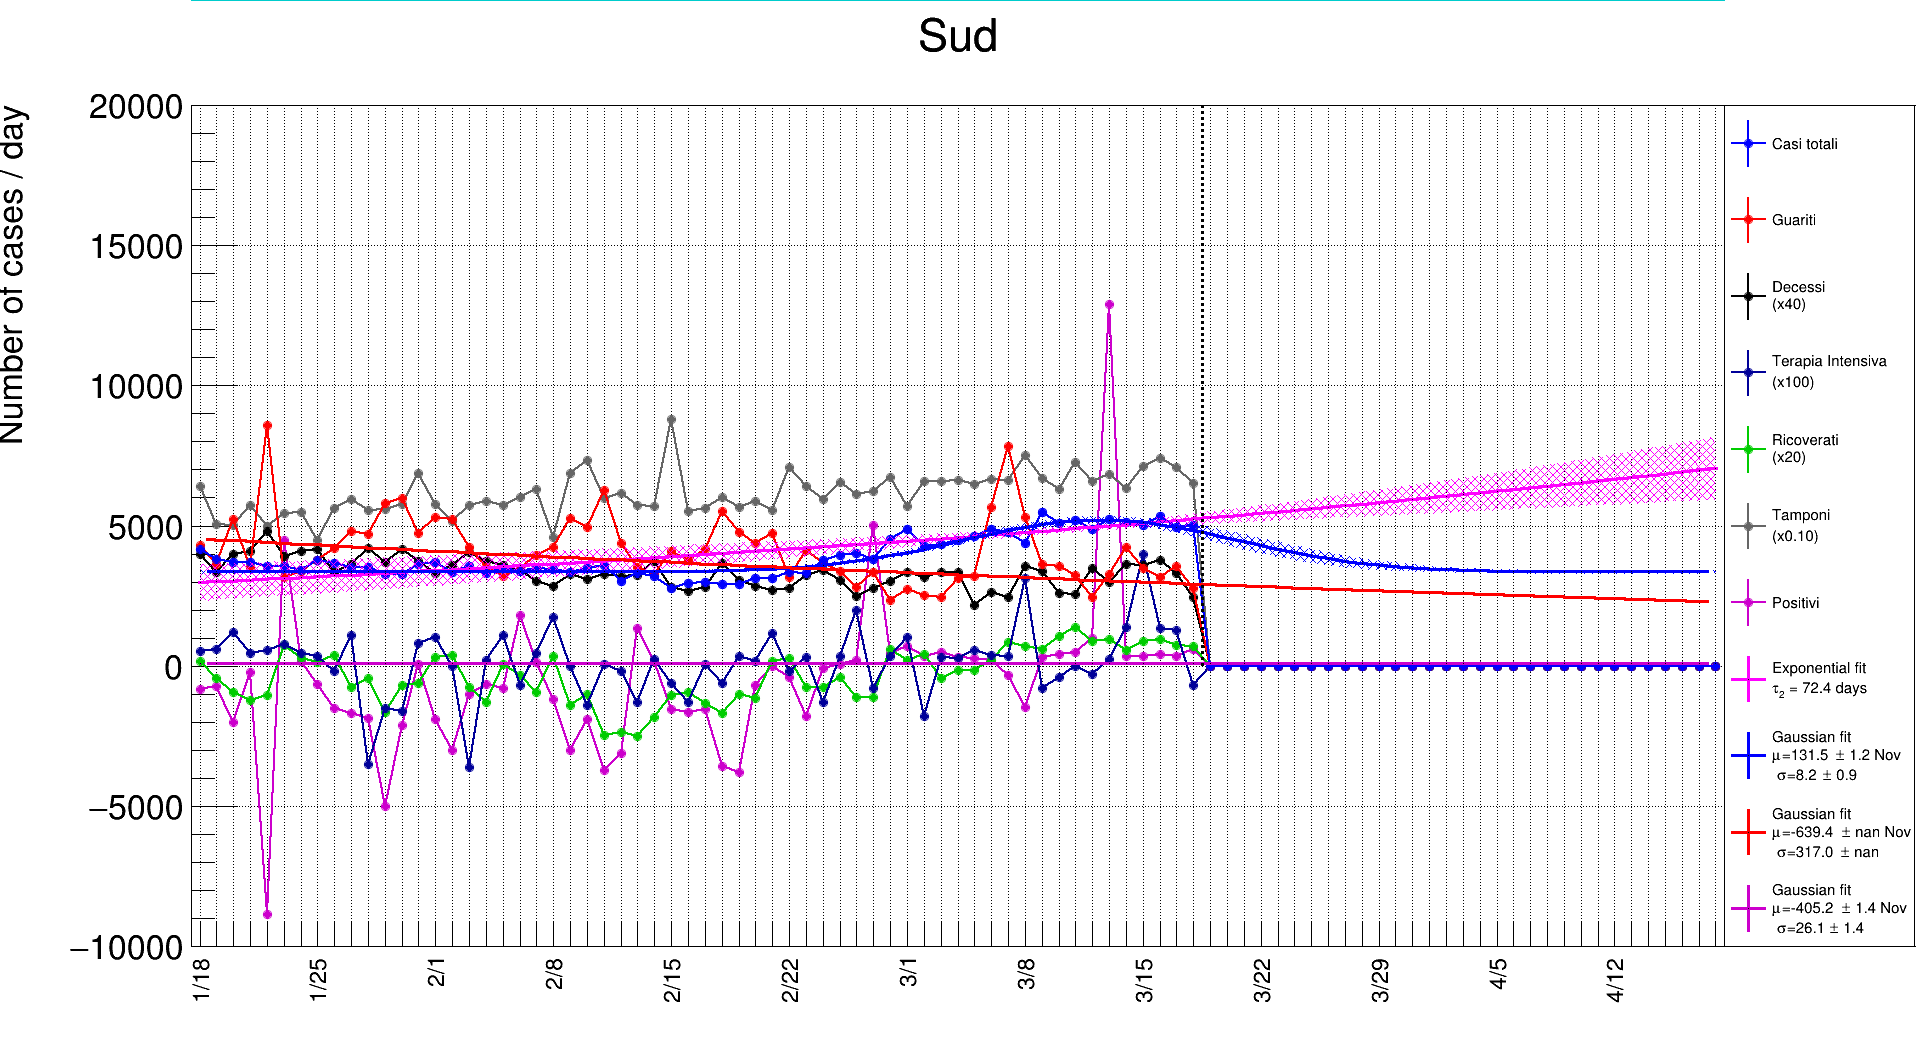 Sud
Number of cases / day
20000
15000
10000
5000
0
−5000
−10000
1/18
1/25
2/1
2/8
2/15
2/22
3/1
3/8
3/15
3/22
3/29
4/5
4/12
Casi totali
Guariti
Decessi
(x40)
Terapia Intensiva
(x100)
Ricoverati
(x20)
Tamponi
(x0.10)
Positivi
Exponential fit
τ2 = 72.4 days
Gaussian fit
μ=131.5 ± 1.2 Nov
σ=8.2 ± 0.9
Gaussian fit
μ=-639.4 ± nan Nov
σ=317.0 ± nan
Gaussian fit
μ=-405.2 ± 1.4 Nov
σ=26.1 ± 1.4